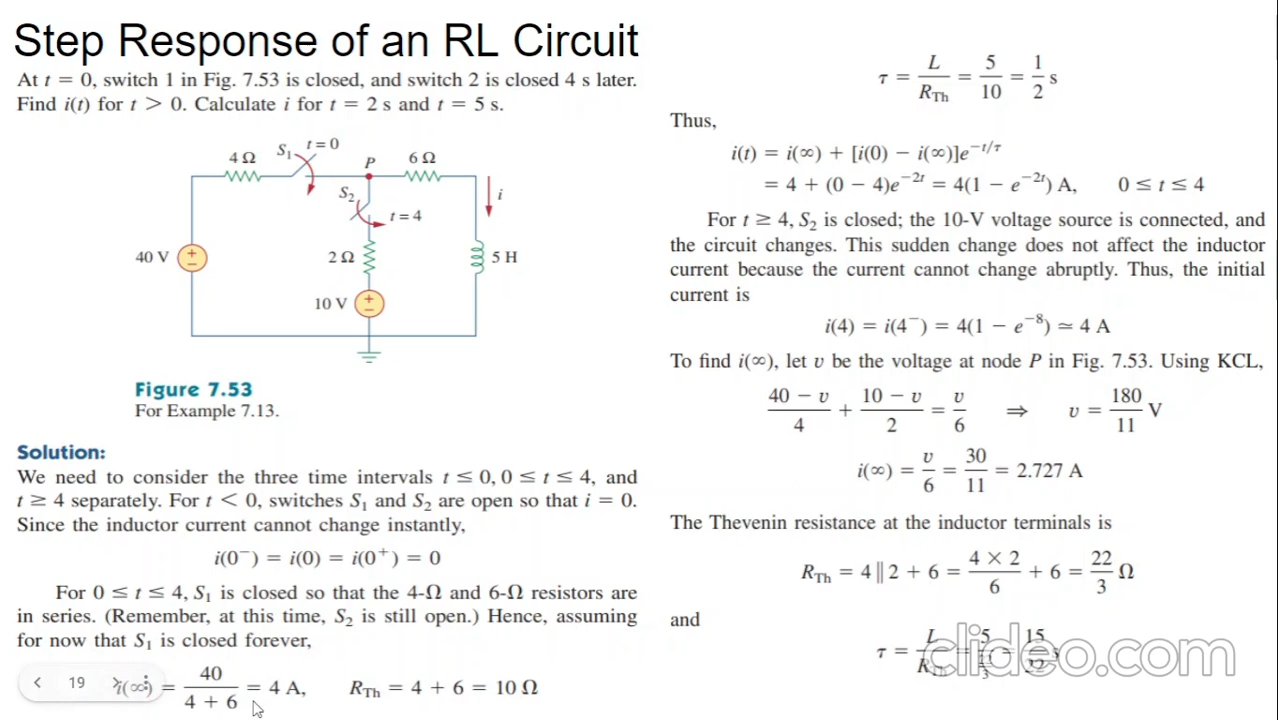 Step Response of an RL Circuit
At t = 0, switch 1 in Fig. 7.53 is closed, and switch 2 is closed 4 s later.
Find i(t) for t > 0. Calculate i for t = 2 s and t = 5 s.
4 Ω
S₁
t = 0
P
6 Ω
S₂
t = 4
i
40 V
2 Ω
5 H
10 V
Figure 7.53
For Example 7.13.
Solution:
We need to consider the three time intervals t ≤ 0, 0 ≤ t ≤ 4, and
t ≥ 4 separately. For t < 0, switches S₁ and S₂ are open so that i = 0.
Since the inductor current cannot change instantly,
i(0⁻) = i(0) = i(0⁺) = 0
For 0 ≤ t ≤ 4, S₁ is closed so that the 4-Ω and 6-Ω resistors are
in series. (Remember, at this time, S₂ is still open.) Hence, assuming
for now that S₁ is closed forever,
i(∞) = 40 / (4 + 6) = 4 A, R_Th = 4 + 6 = 10 Ω
19
τ = L / R_Th = 5 / 10 = 1 / 2 s
Thus,
i(t) = i(∞) + [i(0) − i(∞)]e^(−t/τ)
= 4 + (0 − 4)e^(−2t) = 4(1 − e^(−2t)) A, 0 ≤ t ≤ 4
For t ≥ 4, S₂ is closed; the 10-V voltage source is connected, and
the circuit changes. This sudden change does not affect the inductor
current because the current cannot change abruptly. Thus, the initial
current is
i(4) = i(4⁻) = 4(1 − e^(−8)) ≃ 4 A
To find i(∞), let v be the voltage at node P in Fig. 7.53. Using KCL,
(40 − v) / 4 + (10 − v) / 2 = v / 6 ⇒ v = 180 / 11 V
i(∞) = v / 6 = 30 / 11 = 2.727 A
The Thevenin resistance at the inductor terminals is
R_Th = 4 ‖ 2 + 6 = (4 × 2) / 6 + 6 = 22 / 3 Ω
and
τ = L / R_Th = 5 / (22/3) = 15 / 22 s
clideo.com